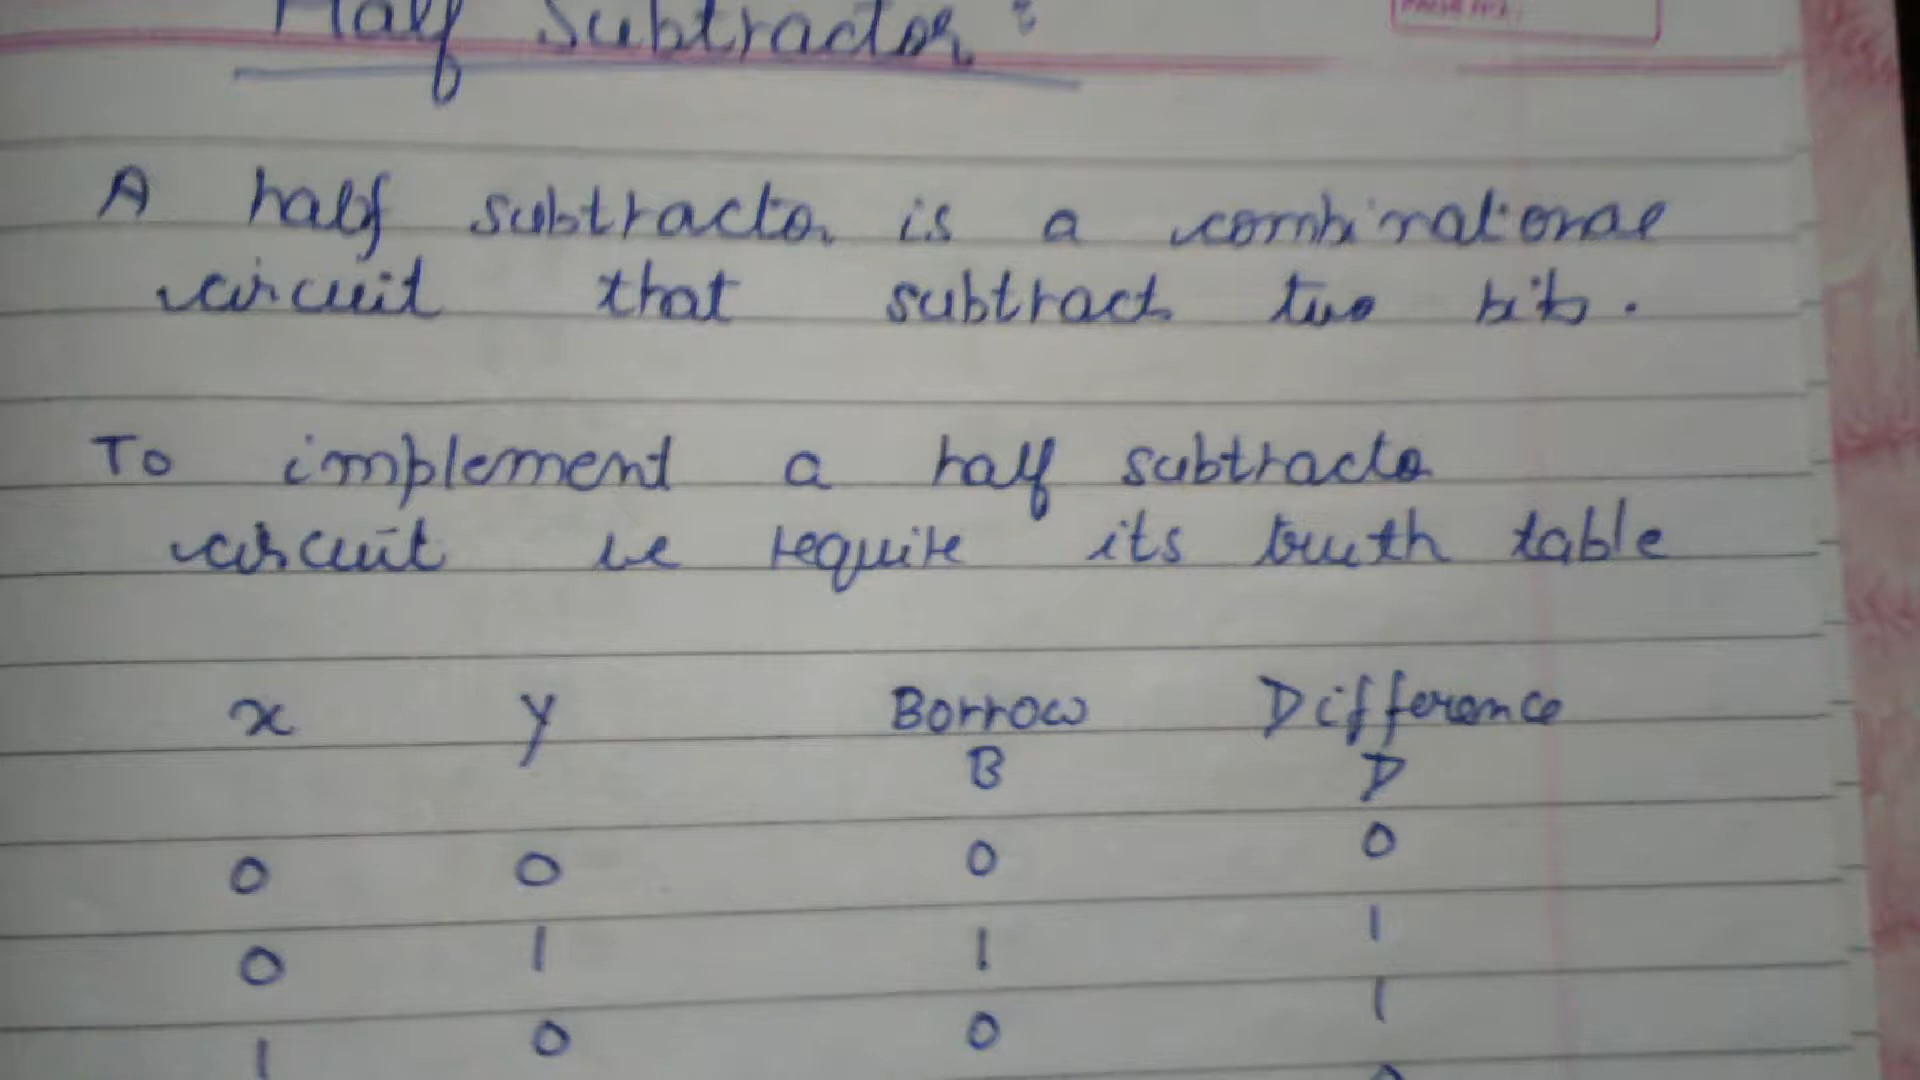 Half Subtractor :
A half subtractor is a combinational
circuit that subtract two bits.
To implement a half subtracto
circuit we require its truth table
x y Borrow Difference
B D
0 0 0 0
0 1 1 1
1 0 0 1